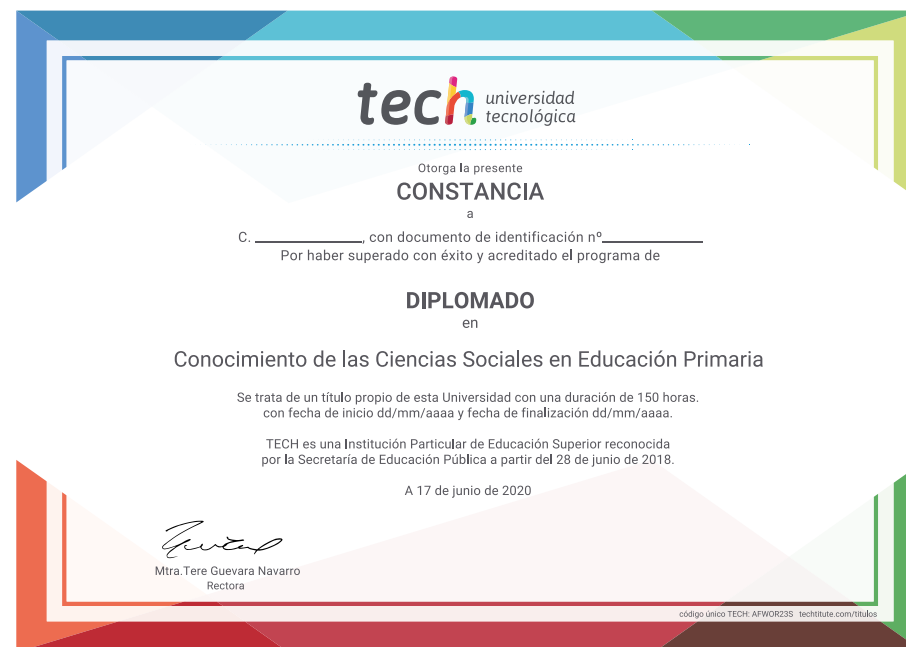 tech universidad
tecnológica
Otorga la presente
CONSTANCIA
a
C. ____________, con documento de identificación nº____________
Por haber superado con éxito y acreditado el programa de
DIPLOMADO
en
Conocimiento de las Ciencias Sociales en Educación Primaria
Se trata de un título propio de esta Universidad con una duración de 150 horas.
con fecha de inicio dd/mm/aaaa y fecha de finalización dd/mm/aaaa.
TECH es una Institución Particular de Educación Superior reconocida
por la Secretaría de Educación Pública a partir del 28 de junio de 2018.
A 17 de junio de 2020
Mtra.Tere Guevara Navarro
Rectora
código único TECH: AFWOR23S techtitute.com/titulos